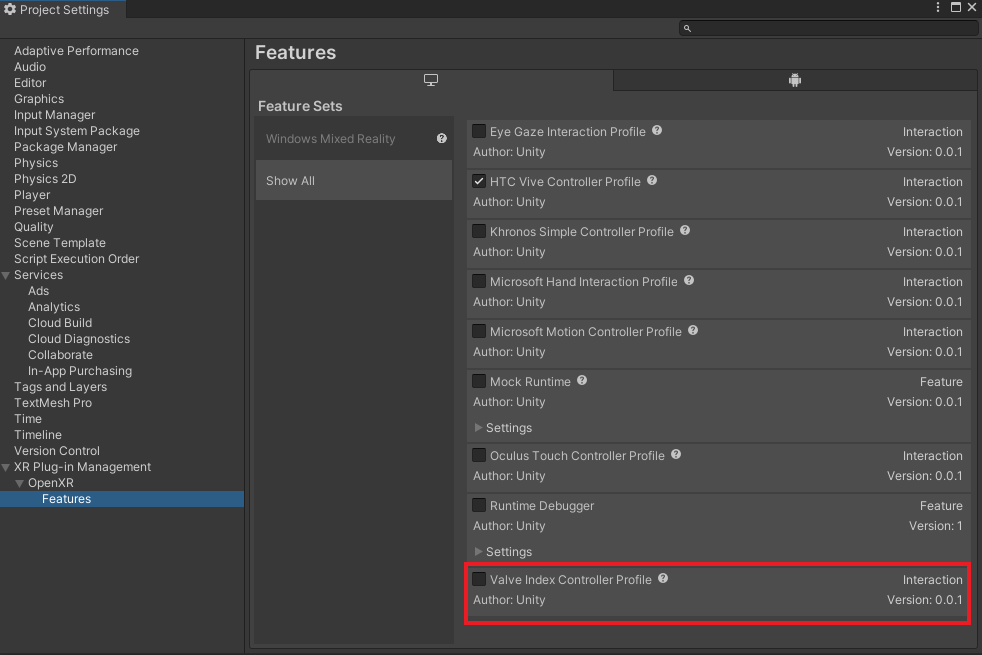 Project Settings
Adaptive Performance
Audio
Editor
Graphics
Input Manager
Input System Package
Package Manager
Physics
Physics 2D
Player
Preset Manager
Quality
Scene Template
Script Execution Order
Services
Ads
Analytics
Cloud Build
Cloud Diagnostics
Collaborate
In-App Purchasing
Tags and Layers
TextMesh Pro
Time
Timeline
Version Control
XR Plug-in Management
OpenXR
Features
Features
Feature Sets
Windows Mixed Reality
Show All
Eye Gaze Interaction Profile Interaction
Author: Unity Version: 0.0.1
HTC Vive Controller Profile Interaction
Author: Unity Version: 0.0.1
Khronos Simple Controller Profile Interaction
Author: Unity Version: 0.0.1
Microsoft Hand Interaction Profile Interaction
Author: Unity Version: 0.0.1
Microsoft Motion Controller Profile Interaction
Author: Unity Version: 0.0.1
Mock Runtime Feature
Author: Unity Version: 0.0.1
Settings
Oculus Touch Controller Profile Interaction
Author: Unity Version: 0.0.1
Runtime Debugger Feature
Author: Unity Version: 1
Settings
Valve Index Controller Profile Interaction
Author: Unity Version: 0.0.1